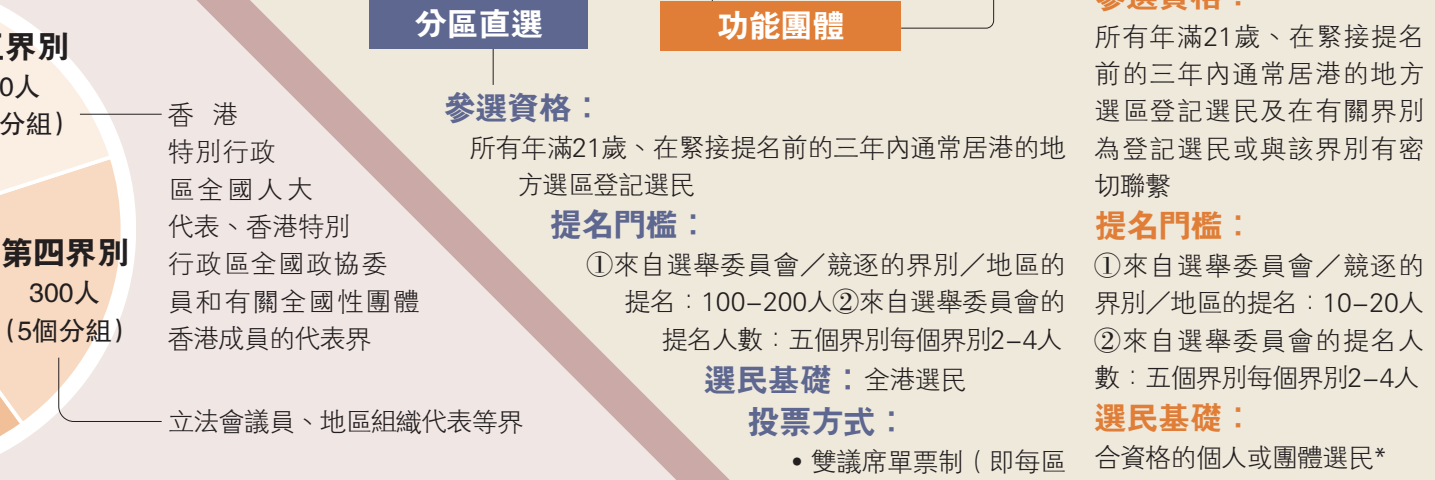 界別
0人
分組）
第四界別
300人
（5個分組）
香港
特別行政
區全國人大
代表、香港特別
行政區全國政協委
員和有關全國性團體
香港成員的代表界
立法會議員、地區組織代表等界
分區直選
參選資格：
所有年滿21歲、在緊接提名前的三年內通常居港的地
方選區登記選民
提名門檻：
①來自選舉委員會／競逐的界別／地區的
提名：100–200人②來自選舉委員會的
提名人數：五個界別每個界別2–4人
選民基礎：全港選民
投票方式：
•雙議席單票制（即每區
功能團體
參選資格：
所有年滿21歲、在緊接提名
前的三年內通常居港的地方
選區登記選民及在有關界別
為登記選民或與該界別有密
切聯繫
提名門檻：
①來自選舉委員會／競逐的
界別／地區的提名：10–20人
②來自選舉委員會的提名人
數：五個界別每個界別2–4人
選民基礎：
合資格的個人或團體選民*